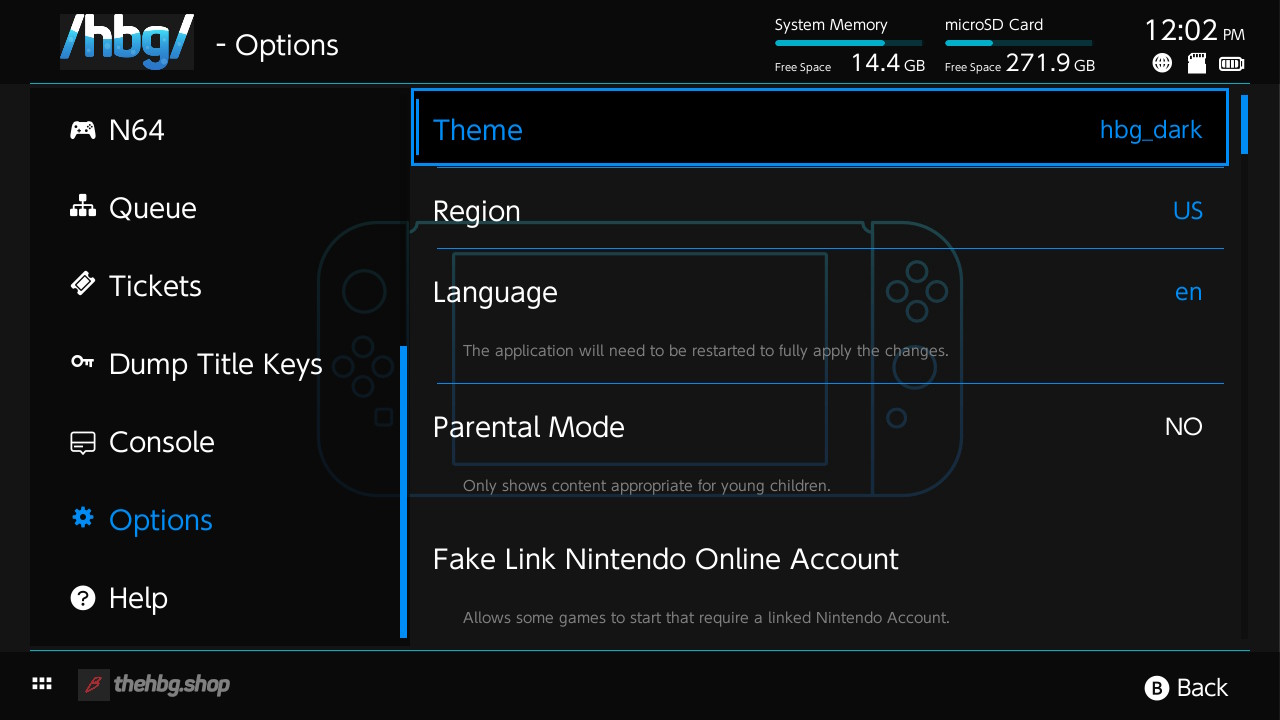 /hbg/
- Options
System Memory
Free Space 14.4 GB
microSD Card
Free Space 271.9 GB
12:02 PM
N64
Queue
Tickets
Dump Title Keys
Console
Options
Help
Theme hbg_dark
Region US
Language en
The application will need to be restarted to fully apply the changes.
Parental Mode NO
Only shows content appropriate for young children.
Fake Link Nintendo Online Account
Allows some games to start that require a linked Nintendo Account.
thehbg.shop
B Back